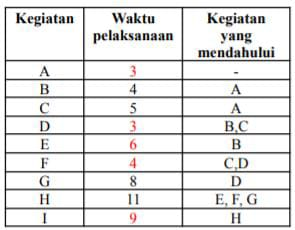 Kegiatan Waktu pelaksanaan Kegiatan yang mendahului
A 3 -
B 4 A
C 5 A
D 3 B,C
E 6 B
F 4 C,D
G 8 D
H 11 E, F, G
I 9 H